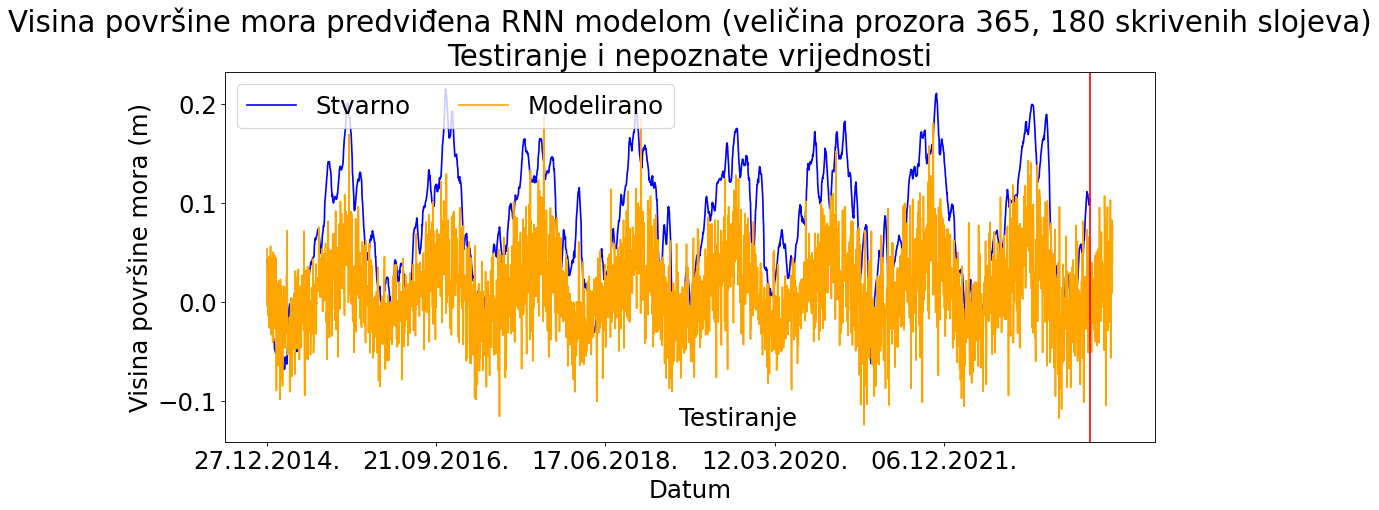 Visina površine mora predviđena RNN modelom (veličina prozora 365, 180 skrivenih slojeva)
Testiranje i nepoznate vrijednosti
Stvarno Modelirano
Visina površine mora (m)
0.2
0.1
0.0
−0.1
Testiranje
27.12.2014. 21.09.2016. 17.06.2018. 12.03.2020. 06.12.2021.
Datum